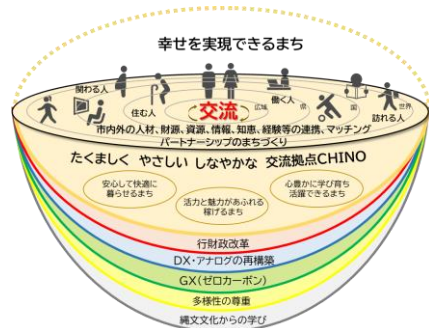 幸せを実現できるまち
関わる人
住む人
交流
広域
県
働く人
国
世界
訪れる人
市内外の人材、財源、資源、情報、知恵、経験等の連携、マッチング
パートナーシップのまちづくり
たくましく やさしい しなやかな 交流拠点CHINO
安心して快適に
暮らせるまち
活力と魅力があふれる
稼げるまち
心豊かに学び育ち
活躍できるまち
行財政改革
DX・アナログの再構築
GX(ゼロカーボン)
多様性の尊重
縄文文化からの学び